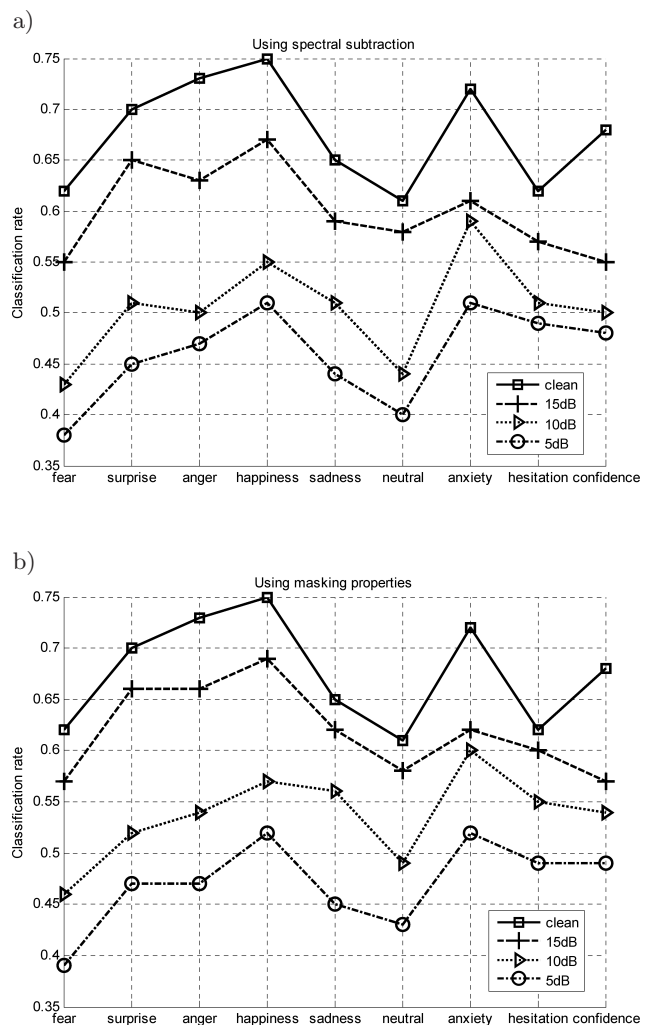 a)
Using spectral subtraction
0.75
0.7
0.65
0.6
0.55
0.5
0.45
0.4
0.35
Classification rate
clean
15dB
10dB
5dB
fear surprise anger happiness sadness neutral anxiety hesitation confidence
b)
Using masking properties
0.75
0.7
0.65
0.6
0.55
0.5
0.45
0.4
0.35
Classification rate
clean
15dB
10dB
5dB
fear surprise anger happiness sadness neutral anxiety hesitation confidence